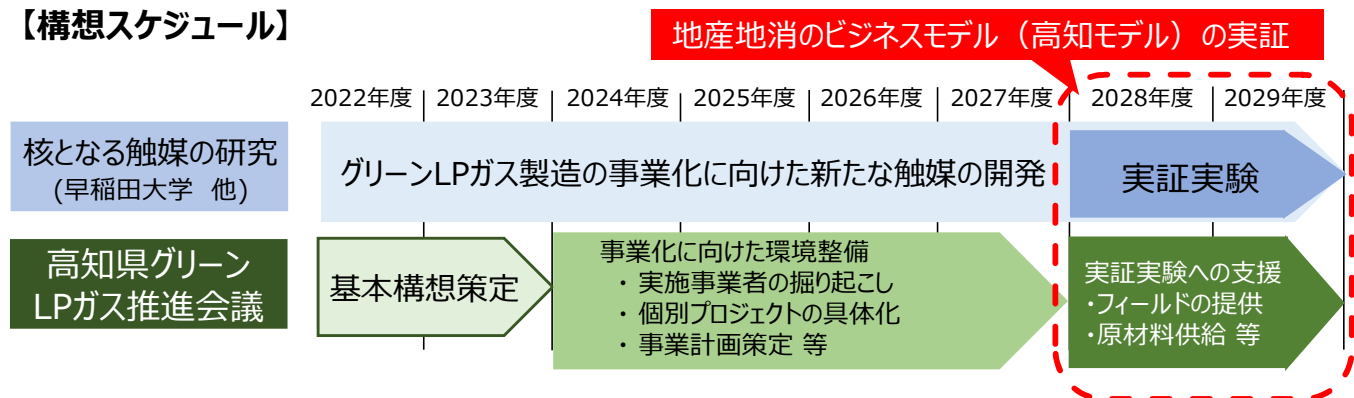 【構想スケジュール】
地産地消のビジネスモデル（高知モデル）の実証
2022年度 2023年度 2024年度 2025年度 2026年度 2027年度 2028年度 2029年度
核となる触媒の研究
(早稲田大学 他)
グリーンLPガス製造の事業化に向けた新たな触媒の開発
実証実験
高知県グリーン
LPガス推進会議
基本構想策定
事業化に向けた環境整備
・ 実施事業者の掘り起こし
・ 個別プロジェクトの具体化
・ 事業計画策定 等
実証実験への支援
・フィールドの提供
・原材料供給 等